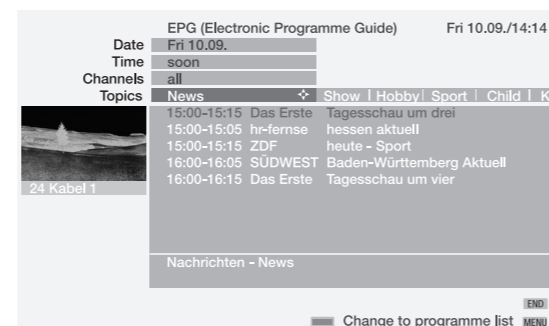 EPG (Electronic Programme Guide) Fri 10.09./14:14
Date Fri 10.09.
Time soon
Channels all
Topics News Show Hobby Sport Child K
15:00-15:15 Das Erste Tagesschau um drei
15:00-15:05 hr-fernse hessen aktuell
15:00-15:15 ZDF heute - Sport
16:00-16:05 SÜDWEST Baden-Württemberg Aktuell
16:00-16:15 Das Erste Tagesschau um vier
24 Kabel 1
Nachrichten - News
END
Change to programme list MENU